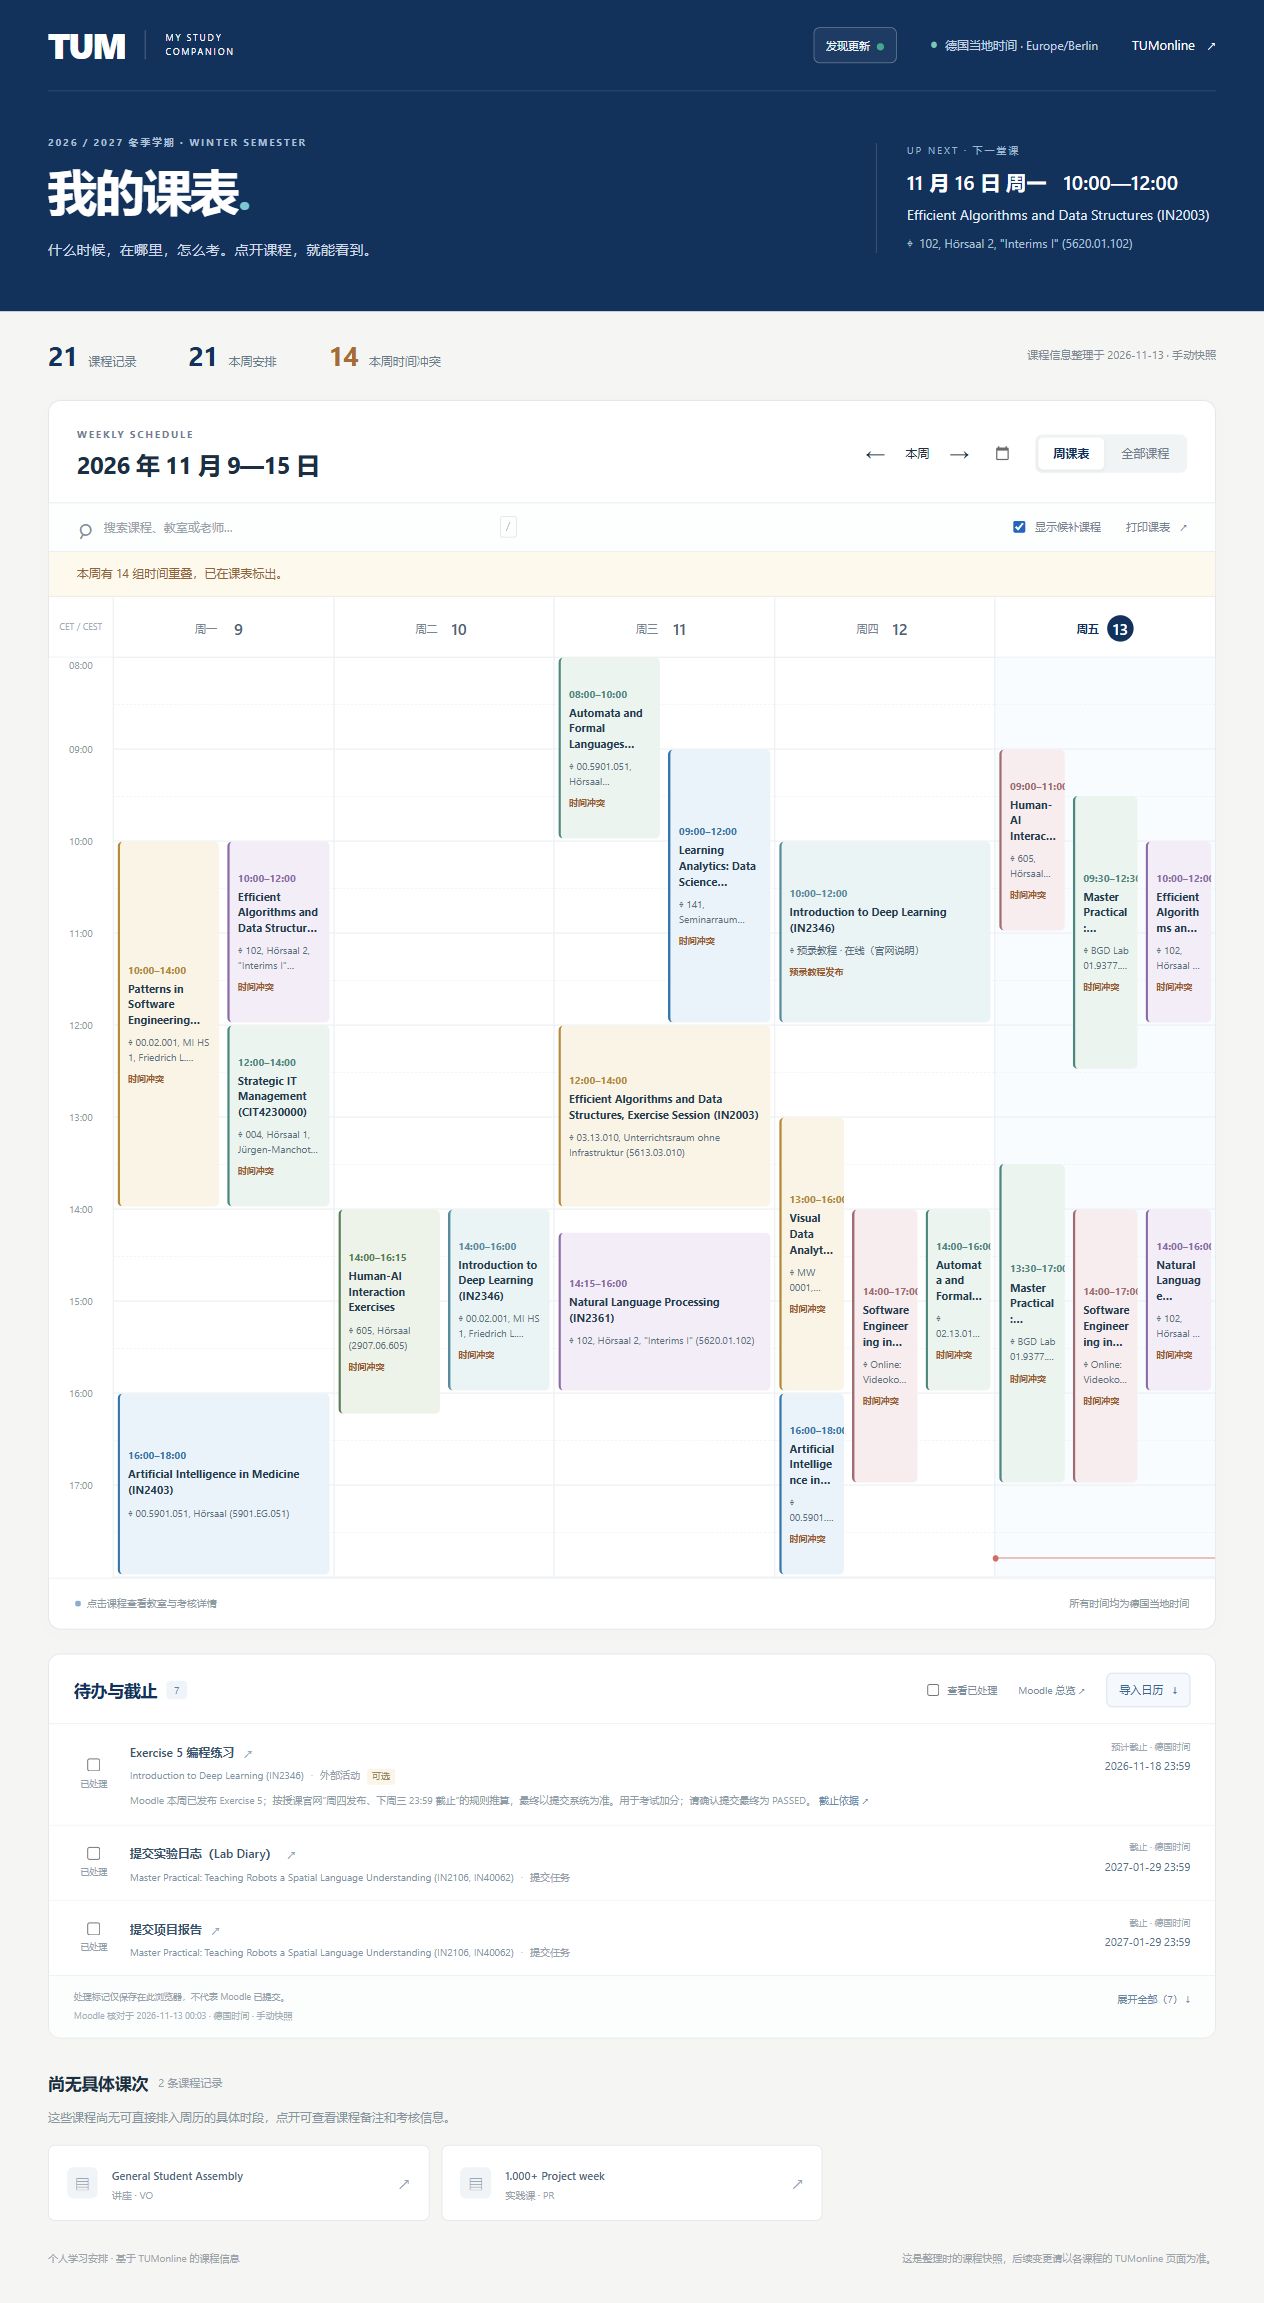 TUM
MY STUDY
COMPANION
发现更新
德国当地时间 · Europe/Berlin
TUMonline ↗
2026 / 2027 冬季学期 · WINTER SEMESTER
我的课表.
什么时候，在哪里，怎么考。点开课程，就能看到。
UP NEXT · 下一堂课
11 月 16 日 周一 10:00—12:00
Efficient Algorithms and Data Structures (IN2003)
⌖ 102, Hörsaal 2, "Interims I" (5620.01.102)
21 课程记录
21 本周安排
14 本周时间冲突
课程信息整理于 2026-11-13 · 手动快照
WEEKLY SCHEDULE
2026 年 11 月 9—15 日
← 本周 →
周课表
全部课程
搜索课程、教室或老师...
/
显示候补课程
打印课表 ↗
本周有 14 组时间重叠，已在课表标出。
CET / CEST
周一 9
周二 10
周三 11
周四 12
周五 13
08:00
09:00
10:00
11:00
12:00
13:00
14:00
15:00
16:00
17:00
10:00–14:00
Patterns in
Software
Engineering...
⌖ 00.02.001, MI HS
1, Friedrich L....
时间冲突
10:00–12:00
Efficient
Algorithms and
Data Structur...
⌖ 102, Hörsaal 2,
"Interims I"...
时间冲突
12:00–14:00
Strategic IT
Management
(CIT4230000)
⌖ 004, Hörsaal 1,
Jürgen-Manchot...
时间冲突
16:00–18:00
Artificial Intelligence in Medicine
(IN2403)
⌖ 00.5901.051, Hörsaal (5901.EG.051)
14:00–16:15
Human-AI
Interaction
Exercises
⌖ 605, Hörsaal
(2907.06.605)
时间冲突
14:00–16:00
Introduction to
Deep Learning
(IN2346)
⌖ 00.02.001, MI HS
1, Friedrich L....
时间冲突
08:00–10:00
Automata and
Formal
Languages...
⌖ 00.5901.051,
Hörsaal...
时间冲突
09:00–12:00
Learning
Analytics: Data
Science...
⌖ 141,
Seminarraum...
时间冲突
12:00–14:00
Efficient Algorithms and Data
Structures, Exercise Session (IN2003)
⌖ 03.13.010, Unterrichtsraum ohne
Infrastruktur (5613.03.010)
14:15–16:00
Natural Language Processing
(IN2361)
⌖ 102, Hörsaal 2, "Interims I" (5620.01.102)
10:00–12:00
Introduction to Deep Learning
(IN2346)
⌖ 预录教程 · 在线（官网说明）
预录教程发布
13:00–16:00
Visual
Data
Analyt...
⌖ MW
0001,...
时间冲突
14:00–17:00
Software
Engineer
ing in...
⌖ Online:
Videoko...
时间冲突
14:00–16:00
Automat
a and
Formal...
⌖
02.13.01...
时间冲突
16:00–18:00
Artificial
Intellige
nce in...
⌖
00.5901....
时间冲突
09:00–11:00
Human-
AI
Interac...
⌖ 605,
Hörsaal...
时间冲突
09:30–12:30
Master
Practical
:...
⌖ BGD Lab
01.9377....
时间冲突
10:00–12:00
Efficient
Algorith
ms an...
⌖ 102,
Hörsaal ...
时间冲突
13:30–17:00
Master
Practical
:...
⌖ BGD Lab
01.9377....
时间冲突
14:00–17:00
Software
Engineer
ing in...
⌖ Online:
Videoko...
时间冲突
14:00–16:00
Natural
Languag
e...
⌖ 102,
Hörsaal ...
时间冲突
点击课程查看教室与考核详情
所有时间均为德国当地时间
待办与截止 7
查看已处理
Moodle 总览 ↗
导入日历 ↓
已处理
Exercise 5 编程练习 ↗
Introduction to Deep Learning (IN2346) · 外部活动 可选
Moodle 本周已发布 Exercise 5；按授课官网“周四发布、下周三 23:59 截止”的规则推算，最终以提交系统为准。用于考试加分；请确认提交最终为 PASSED。 截止依据 ↗
预计截止 · 德国时间
2026-11-18 23:59
已处理
提交实验日志（Lab Diary） ↗
Master Practical: Teaching Robots a Spatial Language Understanding (IN2106, IN40062) · 提交任务
截止 · 德国时间
2027-01-29 23:59
已处理
提交项目报告 ↗
Master Practical: Teaching Robots a Spatial Language Understanding (IN2106, IN40062) · 提交任务
截止 · 德国时间
2027-01-29 23:59
处理标记仅保存在此浏览器，不代表 Moodle 已提交。
Moodle 核对于 2026-11-13 00:03 · 德国时间 · 手动快照
展开全部（7） ↓
尚无具体课次 2 条课程记录
这些课程尚无可直接排入周历的具体时段，点开可查看课程备注和考核信息。
General Student Assembly ↗
讲座 · VO
1.000+ Project week ↗
实践课 · PR
个人学习安排 · 基于 TUMonline 的课程信息
这是整理时的课程快照，后续变更请以各课程的 TUMonline 页面为准。